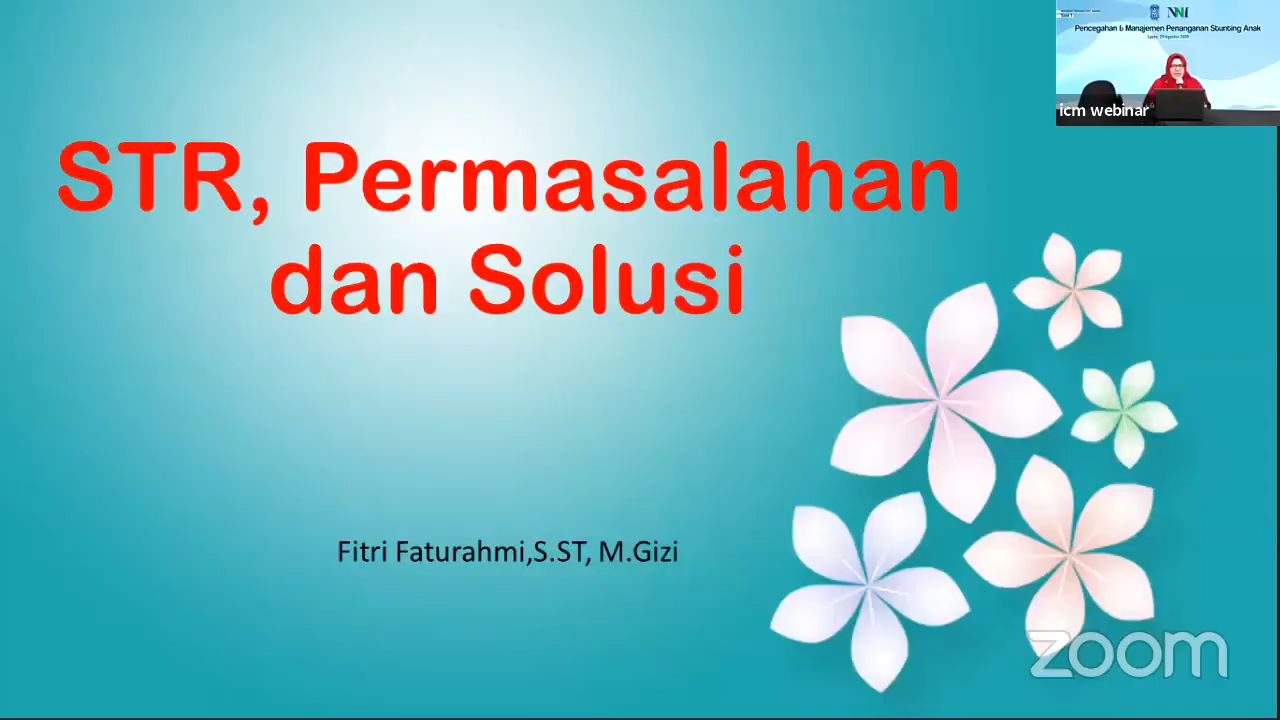 STR, Permasalahan
dan Solusi
Fitri Faturahmi,S.ST, M.Gizi
Pencegahan & Manajemen Penanganan Stunting Anak
icm webinar
zoom